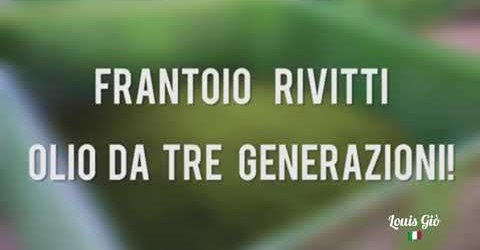 FRANTOIO RIVITTI
OLIO DA TRE GENERAZIONI!
Louis Giò